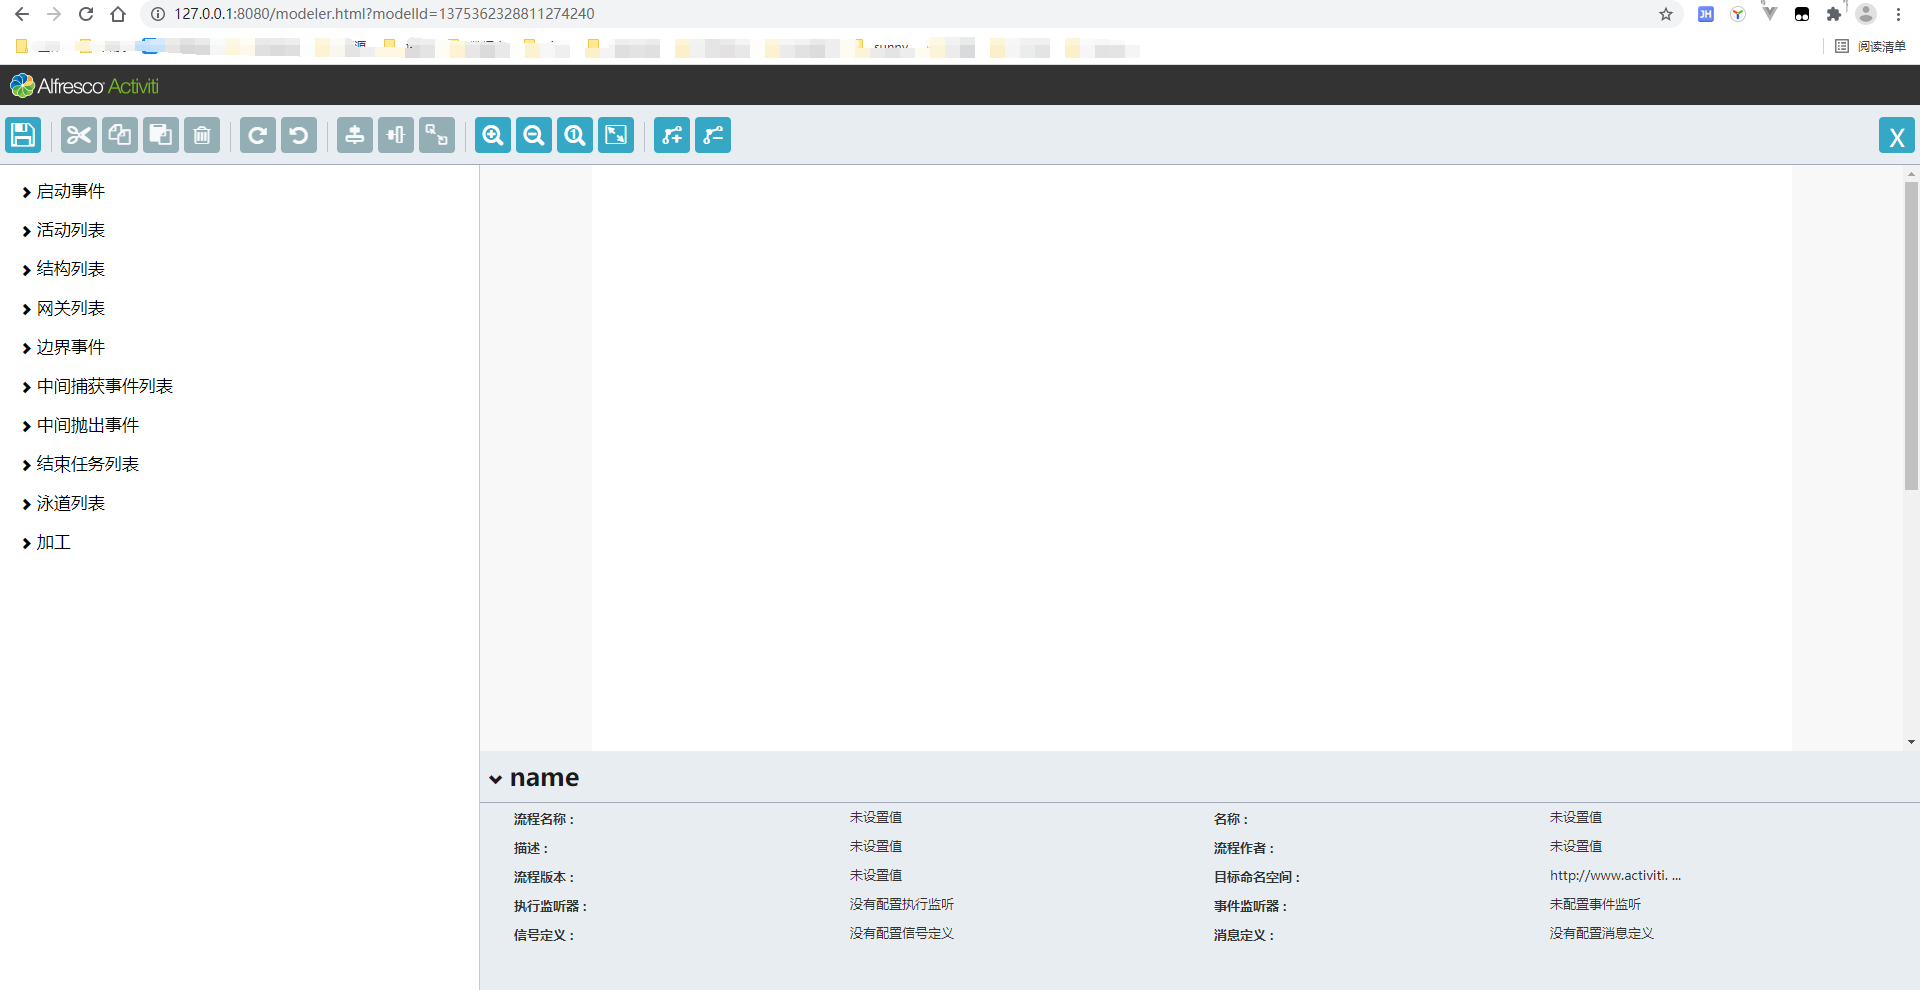 127.0.0.1:8080/modeler.html?modelId=1375362328811274240
JH
源
sunny
阅读清单
Alfresco Activiti
1
X
启动事件
活动列表
结构列表
网关列表
边界事件
中间捕获事件列表
中间抛出事件
结束任务列表
泳道列表
加工
name
流程名称 : 未设置值 名称 : 未设置值
描述 : 未设置值 流程作者 : 未设置值
流程版本 : 未设置值 目标命名空间 : http://www.activiti. ...
执行监听器 : 没有配置执行监听 事件监听器 : 未配置事件监听
信号定义 : 没有配置信号定义 消息定义 : 没有配置消息定义